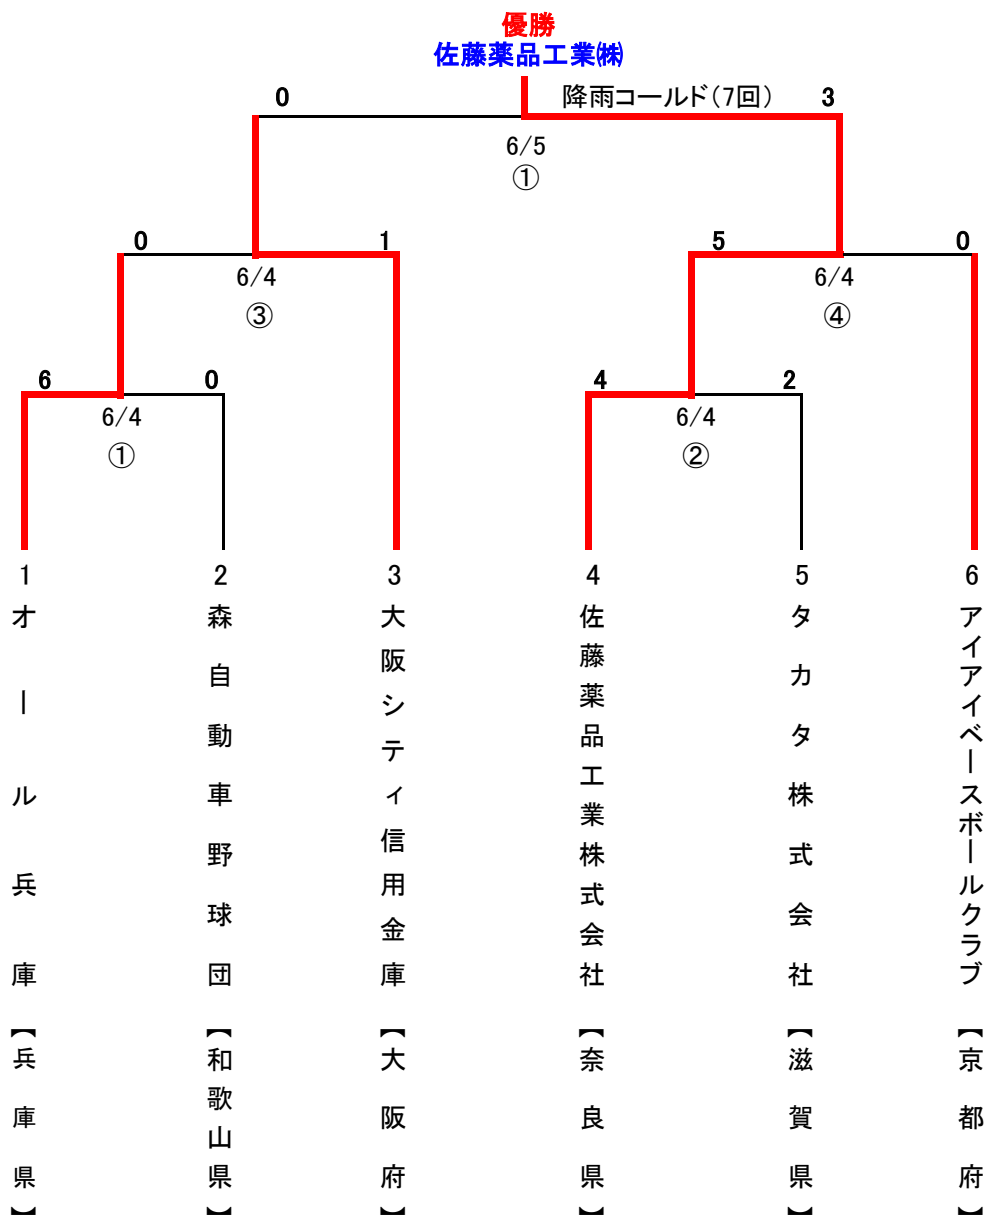 優勝
佐藤薬品工業㈱
0
降雨コールド(7回)
3
6/5
①
0
1
5
0
6/4
6/4
③
④
6
0
4
2
6/4
6/4
①
②
1
2
3
4
5
6
オール兵庫【兵庫県】
森自動車野球団【和歌山県】
大阪シティ信用金庫【大阪府】
佐藤薬品工業株式会社【奈良県】
タカタ株式会社【滋賀県】
アイアイベースボールクラブ【京都府】